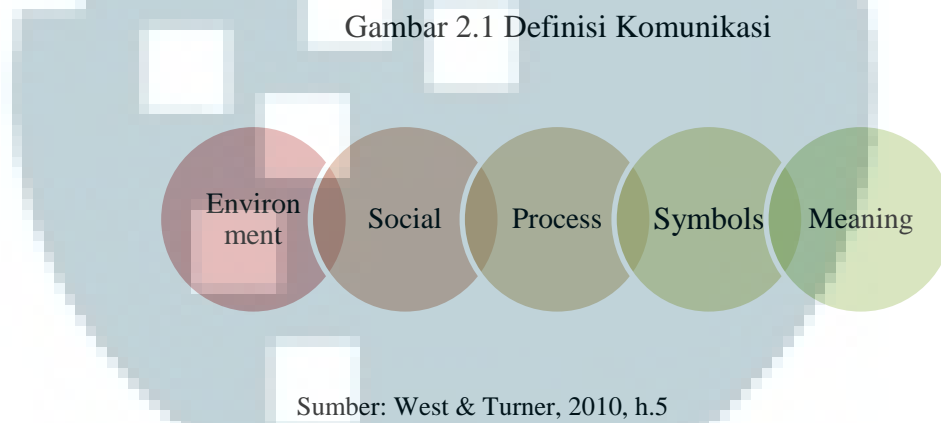 Gambar 2.1 Definisi Komunikasi
Environ
ment
Social
Process
Symbols
Meaning
Sumber: West & Turner, 2010, h.5